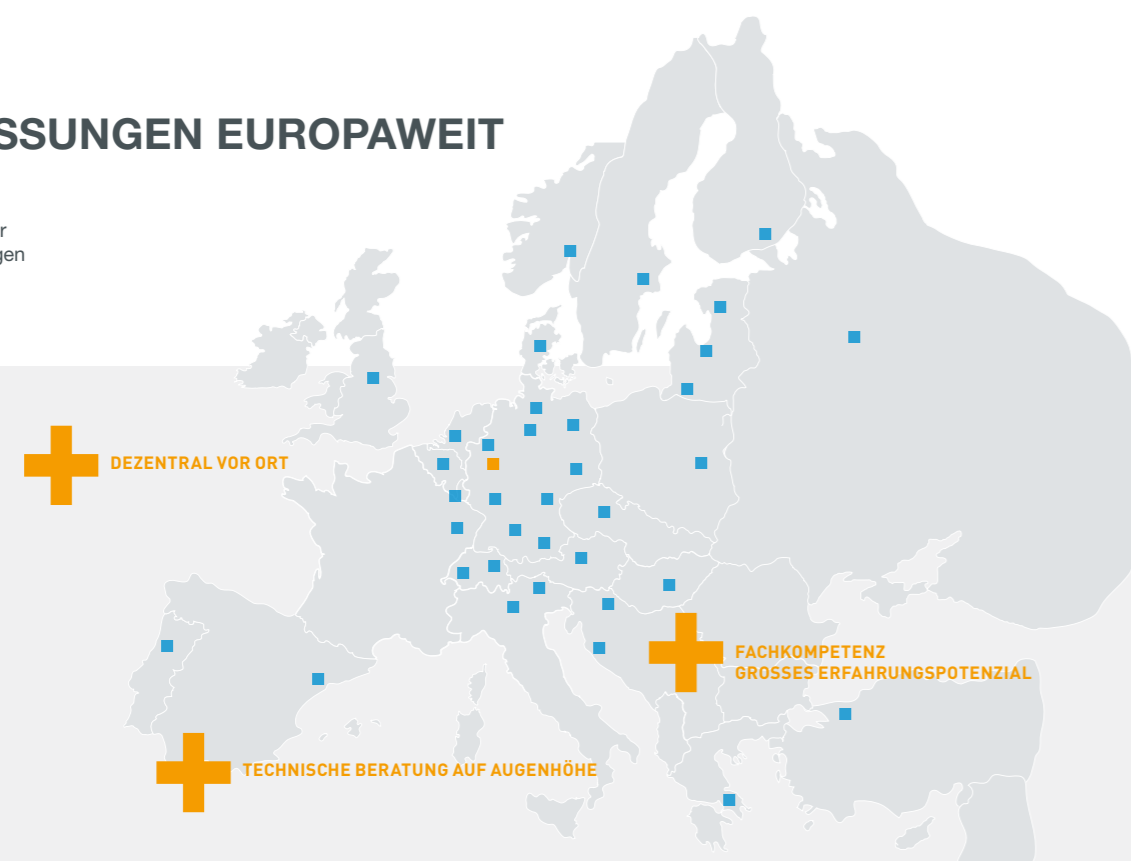 SSUNGEN EUROPAWEIT
r
gen
DEZENTRAL VOR ORT
FACHKOMPETENZ
GROSSES ERFAHRUNGSPOTENZIAL
TECHNISCHE BERATUNG AUF AUGENHÖHE